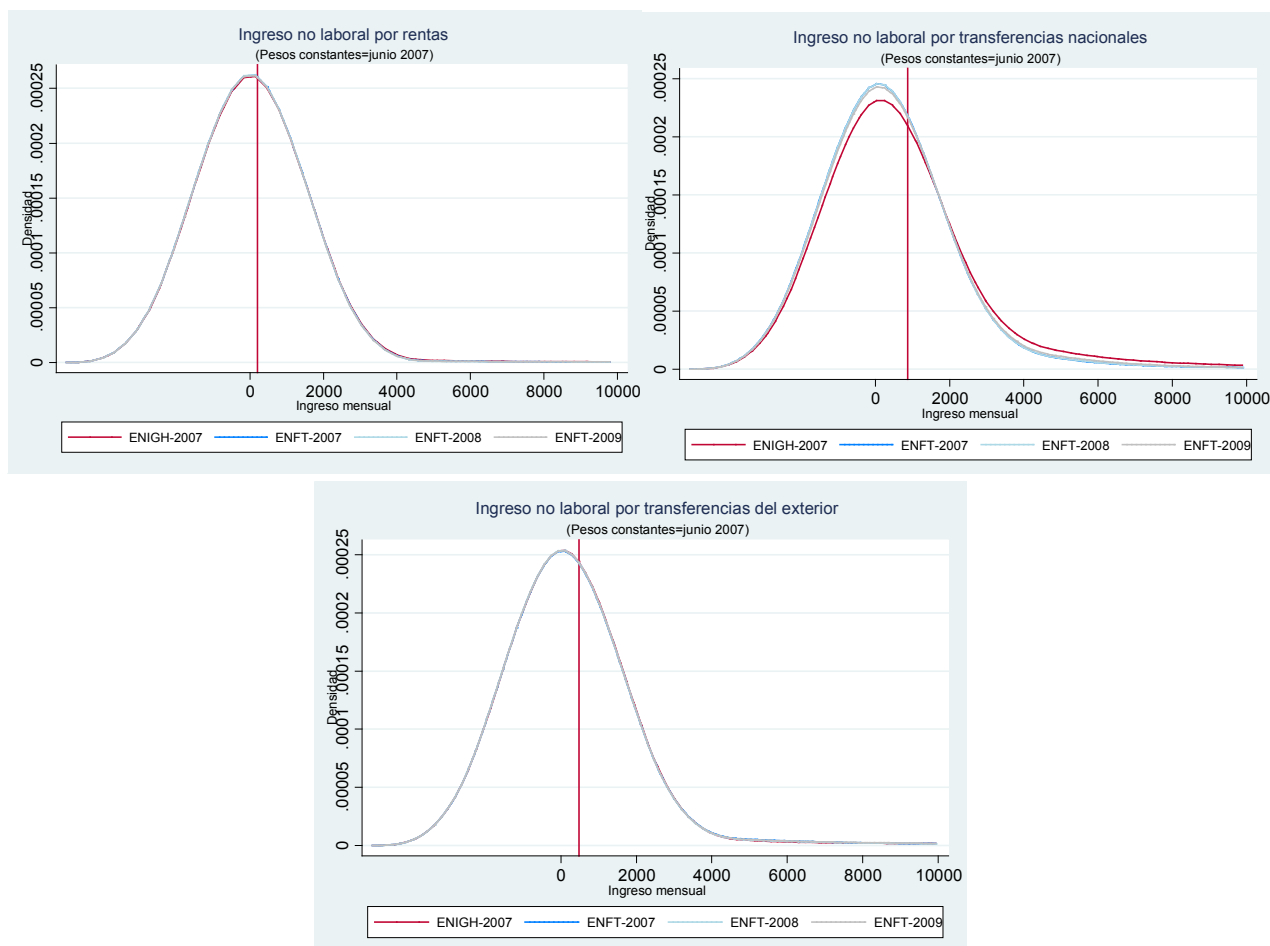 Ingreso no laboral por rentas
(Pesos constantes=junio 2007)
Densidad
0 .00005 .0001 .00015 .0002 .00025
0 2000 4000 6000 8000 10000
Ingreso mensual
ENIGH-2007 ENFT-2007 ENFT-2008 ENFT-2009
Ingreso no laboral por transferencias nacionales
(Pesos constantes=junio 2007)
Densidad
0 .00005 .0001 .00015 .0002 .00025
0 2000 4000 6000 8000 10000
Ingreso mensual
ENIGH-2007 ENFT-2007 ENFT-2008 ENFT-2009
Ingreso no laboral por transferencias del exterior
(Pesos constantes=junio 2007)
Densidad
0 .00005 .0001 .00015 .0002 .00025
0 2000 4000 6000 8000 10000
Ingreso mensual
ENIGH-2007 ENFT-2007 ENFT-2008 ENFT-2009